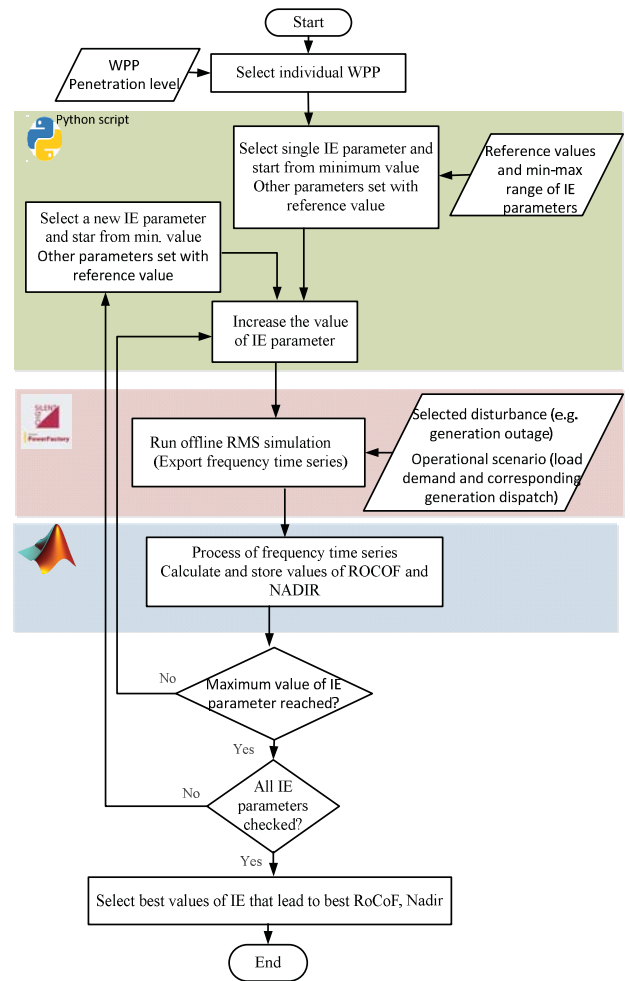 Start
WPP
Penetration level
Select individual WPP
Python script
Select single IE parameter and
start from minimum value
Other parameters set with
reference value
Reference values
and min-max
range of IE
parameters
Select a new IE parameter
and star from min. value
Other parameters set with
reference value
Increase the value
of IE parameter
DIgSILENT
PowerFactory
Run offline RMS simulation
(Export frequency time series)
Selected disturbance (e.g.
generation outage)
Operational scenario (load
demand and corresponding
generation dispatch)
Process of frequency time series
Calculate and store values of ROCOF and
NADIR
No
Maximum value of IE
parameter reached?
Yes
No
All IE
parameters
checked?
Yes
Select best values of IE that lead to best RoCoF, Nadir
End